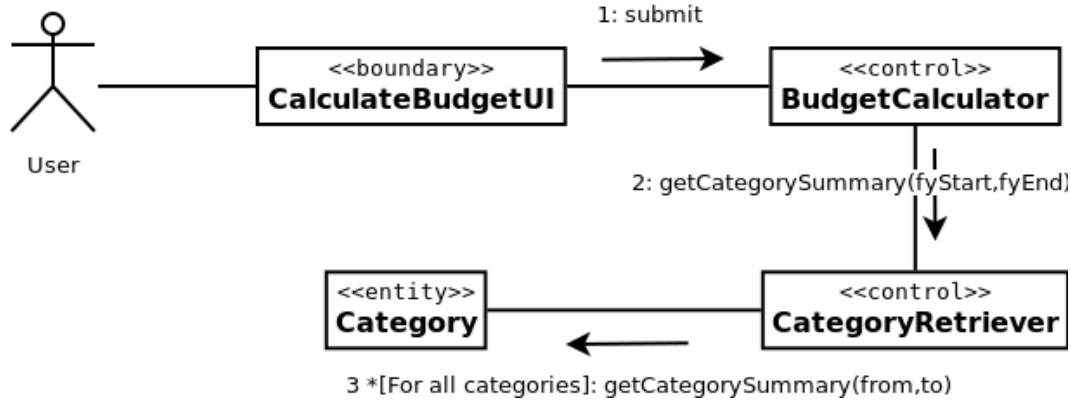 1: submit
<<boundary>>
CalculateBudgetUI
<<control>>
BudgetCalculator
User
2: getCategorySummary(fyStart,fyEnd)
<<entity>>
Category
<<control>>
CategoryRetriever
3 *[For all categories]: getCategorySummary(from,to)